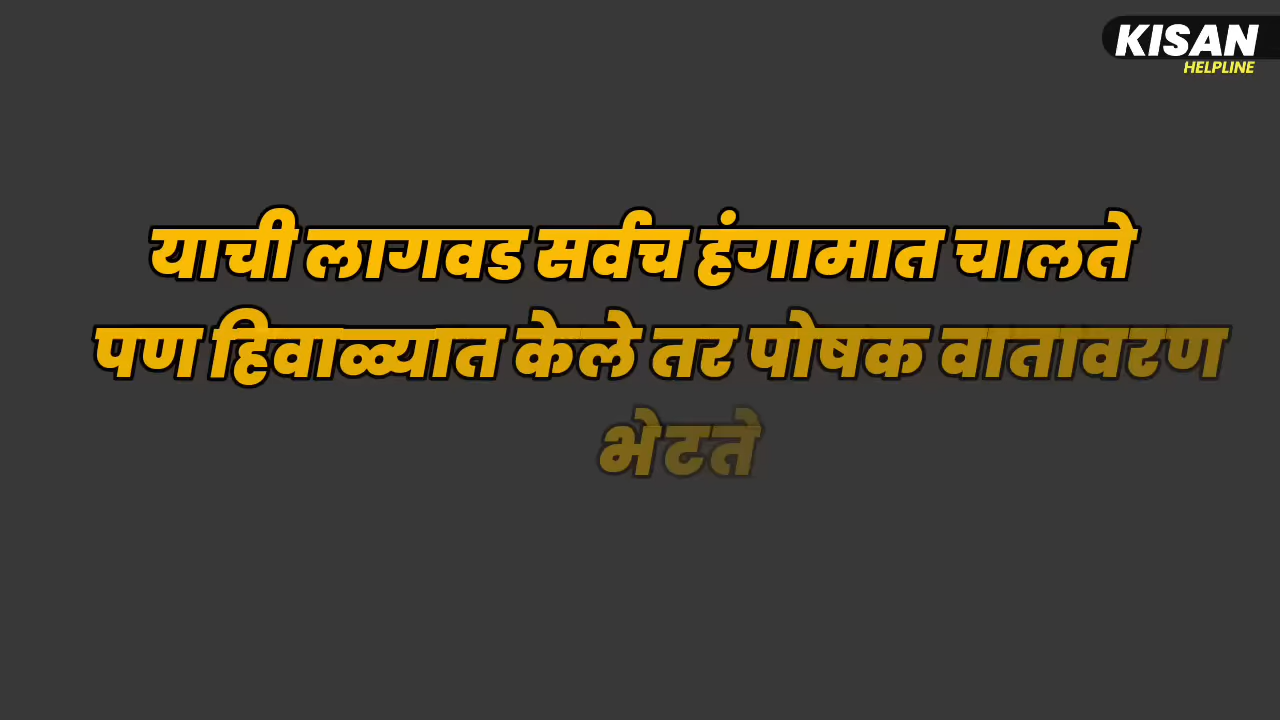 KISAN
HELPLINE
याची लागवड सर्वच हंगामात चालते
पण हिवाळ्यात केले तर पोषक वातावरण
भेटते